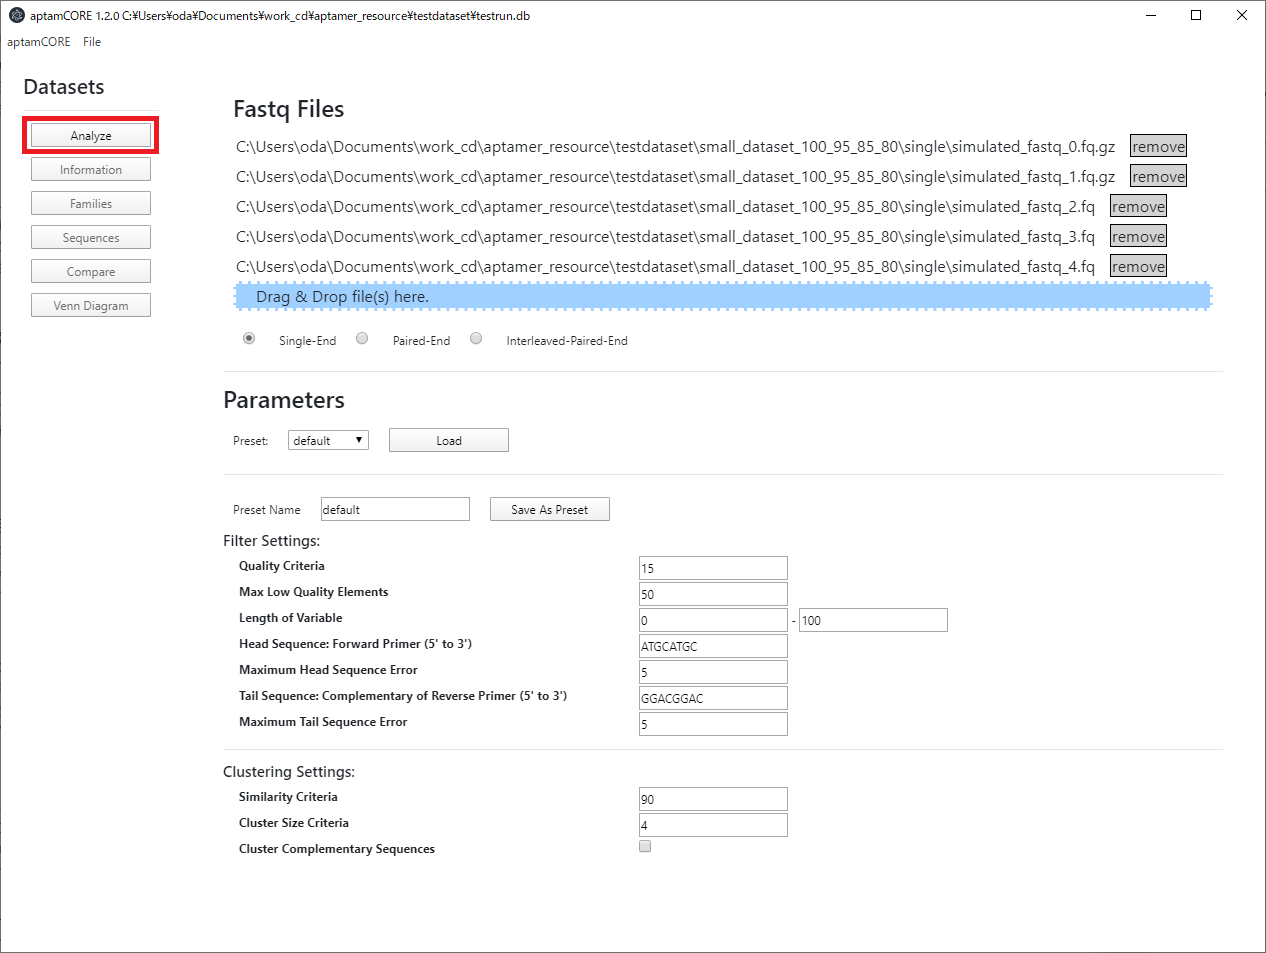 aptamCORE 1.2.0 C:¥Users¥oda¥Documents¥work_cd¥aptamer_resource¥testdataset¥testrun.db
aptamCORE File
Datasets
Analyze
Information
Families
Sequences
Compare
Venn Diagram
Fastq Files
C:\Users\oda\Documents\work_cd\aptamer_resource\testdataset\small_dataset_100_95_85_80\single\simulated_fastq_0.fq.gz remove
C:\Users\oda\Documents\work_cd\aptamer_resource\testdataset\small_dataset_100_95_85_80\single\simulated_fastq_1.fq.gz remove
C:\Users\oda\Documents\work_cd\aptamer_resource\testdataset\small_dataset_100_95_85_80\single\simulated_fastq_2.fq remove
C:\Users\oda\Documents\work_cd\aptamer_resource\testdataset\small_dataset_100_95_85_80\single\simulated_fastq_3.fq remove
C:\Users\oda\Documents\work_cd\aptamer_resource\testdataset\small_dataset_100_95_85_80\single\simulated_fastq_4.fq remove
Drag & Drop file(s) here.
Single-End Paired-End Interleaved-Paired-End
Parameters
Preset: default Load
Preset Name default Save As Preset
Filter Settings:
Quality Criteria 15
Max Low Quality Elements 50
Length of Variable 0 - 100
Head Sequence: Forward Primer (5' to 3') ATGCATGC
Maximum Head Sequence Error 5
Tail Sequence: Complementary of Reverse Primer (5' to 3') GGACGGAC
Maximum Tail Sequence Error 5
Clustering Settings:
Similarity Criteria 90
Cluster Size Criteria 4
Cluster Complementary Sequences